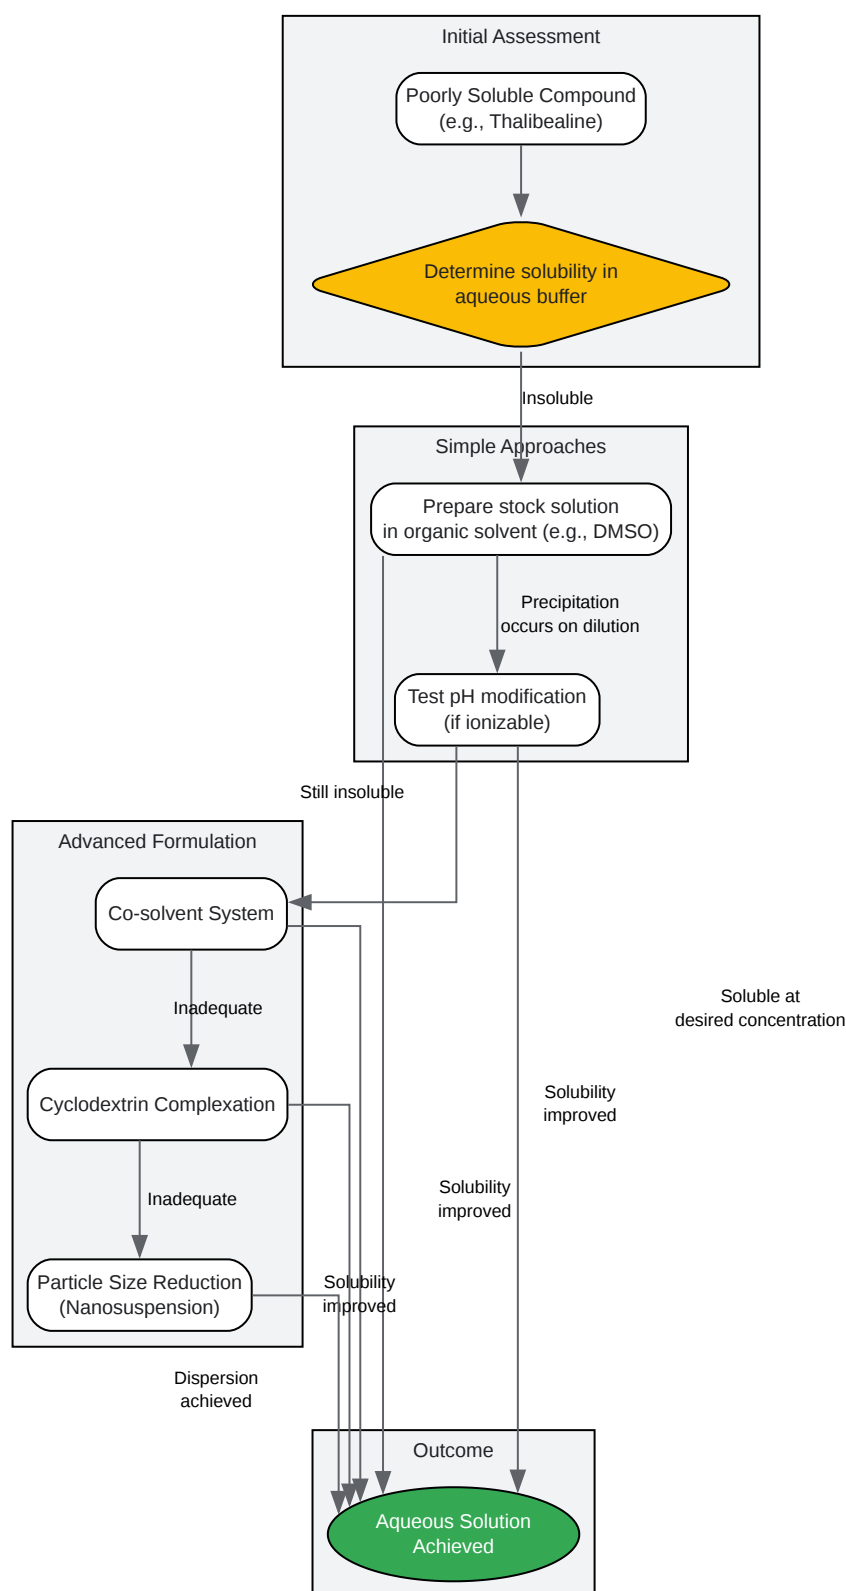 Initial Assessment
Poorly Soluble Compound
(e.g., Thalibealine)
Determine solubility in
aqueous buffer
Insoluble
Simple Approaches
Prepare stock solution
in organic solvent (e.g., DMSO)
Precipitation
occurs on dilution
Test pH modification
(if ionizable)
Still insoluble
Advanced Formulation
Co-solvent System
Inadequate
Soluble at
desired concentration
Cyclodextrin Complexation
Solubility
improved
Inadequate
Solubility
improved
Particle Size Reduction
(Nanosuspension)
Solubility
improved
Dispersion
achieved
Outcome
Aqueous Solution
Achieved